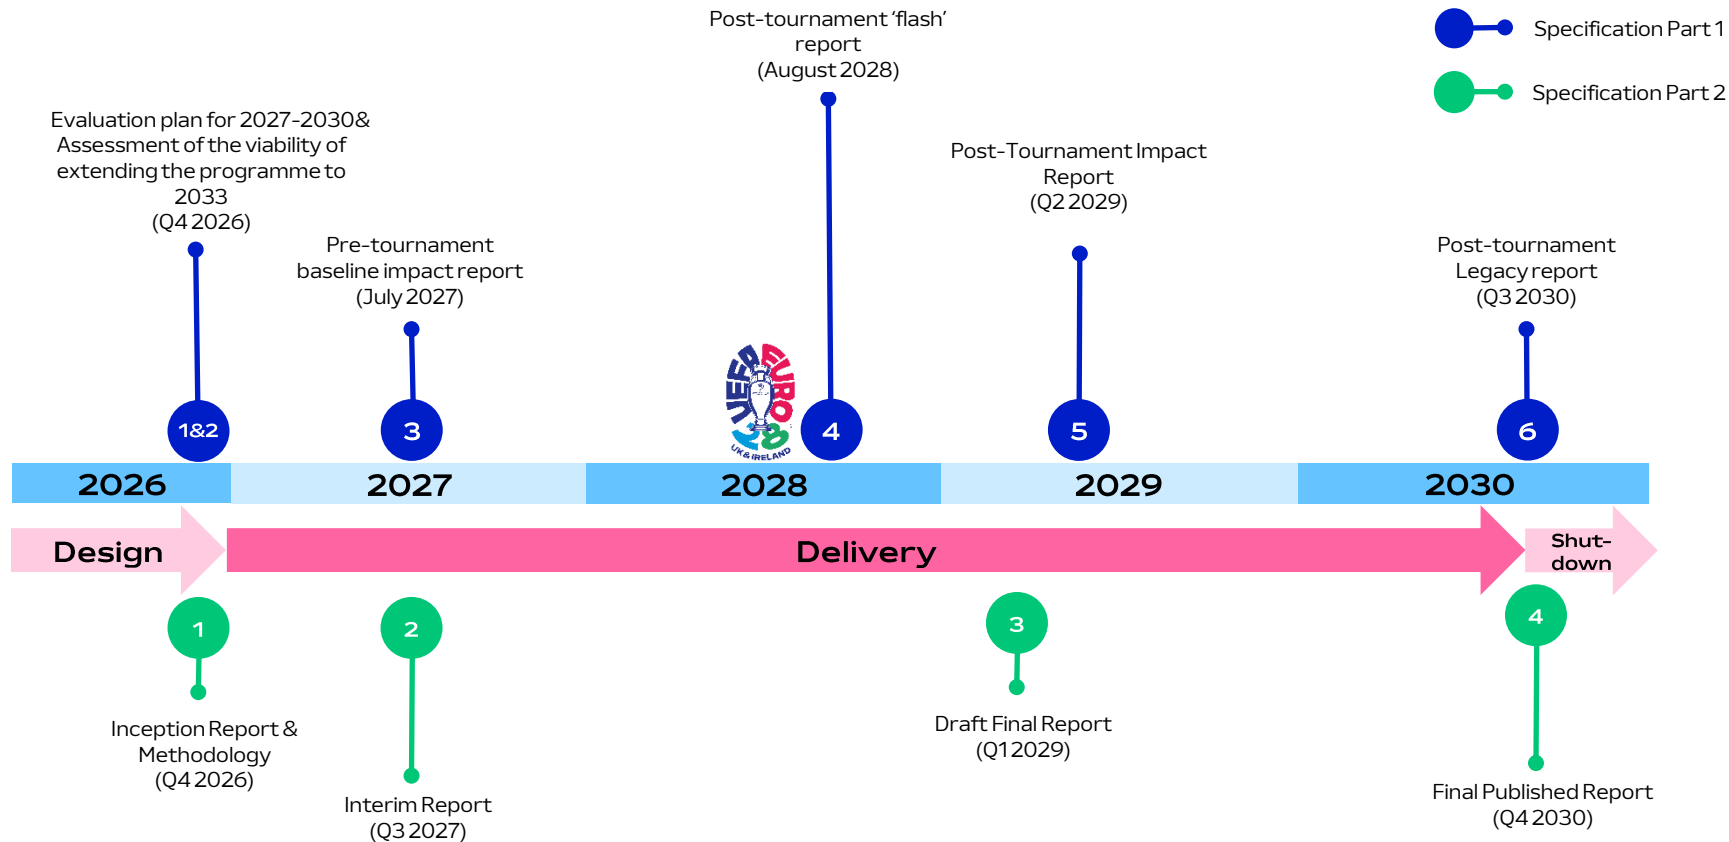 Post-tournament ‘flash’
report
(August 2028)
Specification Part 1
Specification Part 2
Evaluation plan for 2027-2030&
Assessment of the viability of
extending the programme to
2033
(Q4 2026)
Post-Tournament Impact
Report
(Q2 2029)
Pre-tournament
baseline impact report
(July 2027)
Post-tournament
Legacy report
(Q3 2030)
UEFA EURO
28
UK & IRELAND
1&2
3
4
5
6
2026
2027
2028
2029
2030
Design
Delivery
Shut-
down
1
2
3
4
Inception Report &
Methodology
(Q4 2026)
Interim Report
(Q3 2027)
Draft Final Report
(Q1 2029)
Final Published Report
(Q4 2030)